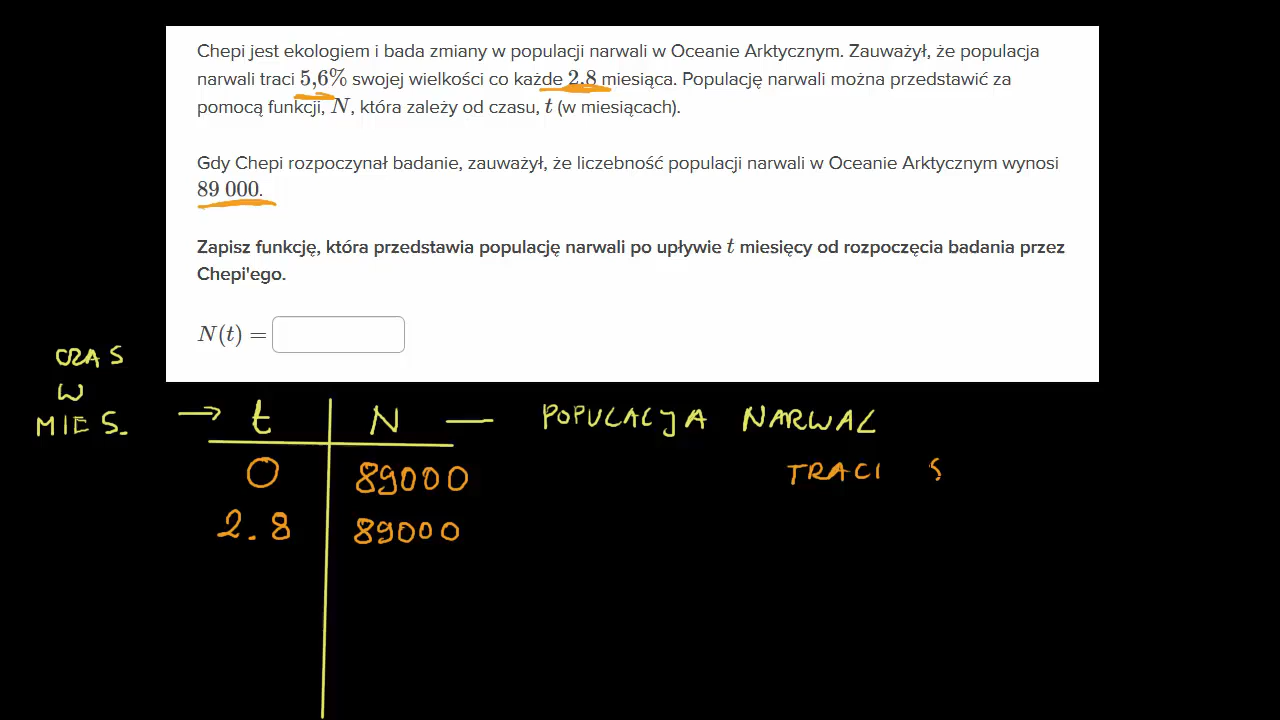 Chepi jest ekologiem i bada zmiany w populacji narwali w Oceanie Arktycznym. Zauważył, że populacja
narwali traci 5,6% swojej wielkości co każde 2.8 miesiąca. Populację narwali można przedstawić za
pomocą funkcji, N, która zależy od czasu, t (w miesiącach).
Gdy Chepi rozpoczynał badanie, zauważył, że liczebność populacji narwali w Oceanie Arktycznym wynosi
89 000.
Zapisz funkcję, która przedstawia populację narwali po upływie t miesięcy od rozpoczęcia badania przez
Chepi'ego.
N(t) =
CZAS
W
MIES. → t N — POPULACJA NARWAL
0 89000 TRACI 5
2.8 89000